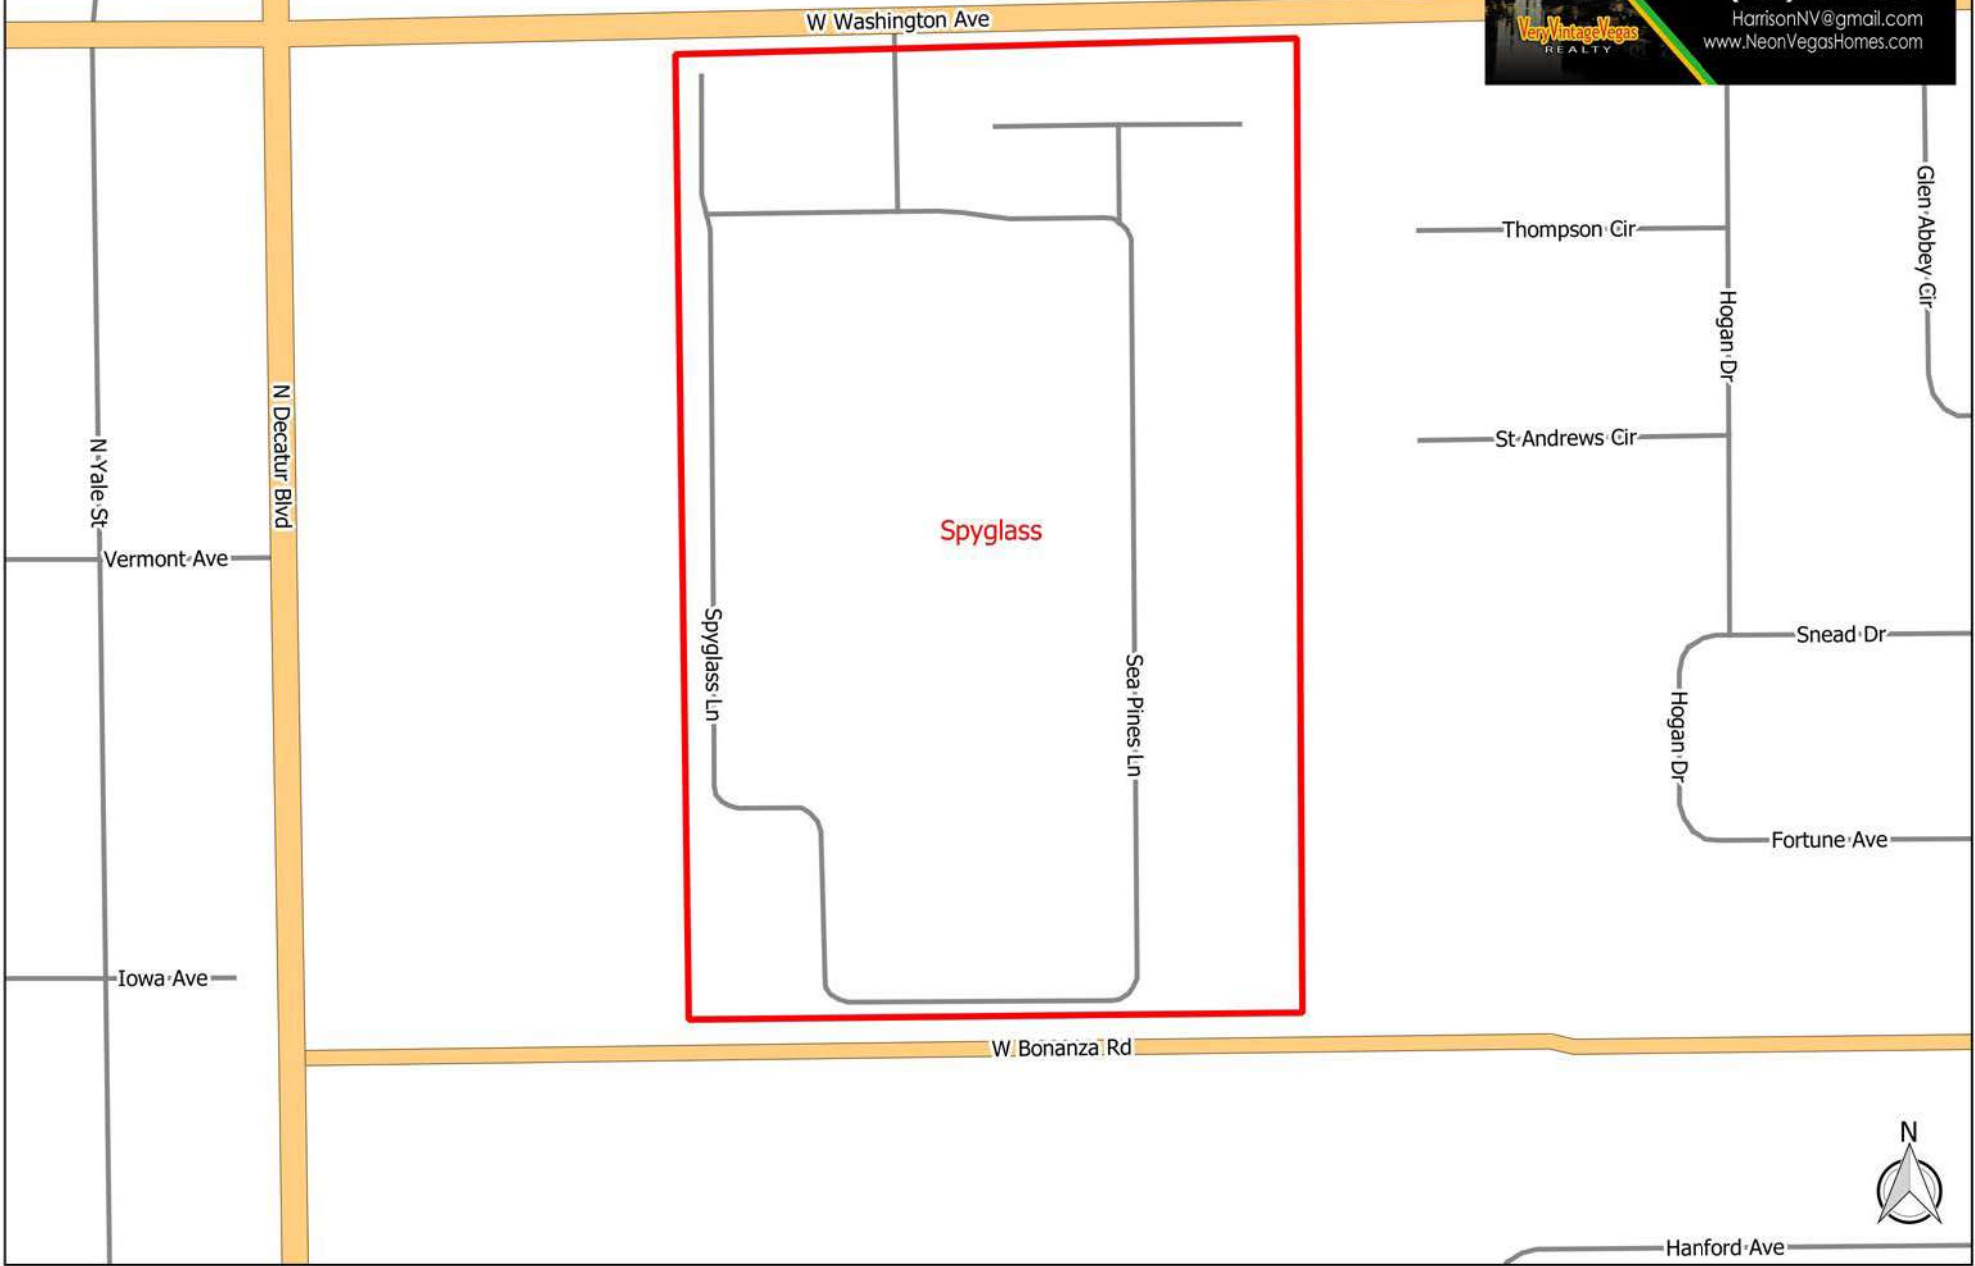 W Washington Ave
VeryVintageVegas
REALTY
HarrisonNV@gmail.com
www.NeonVegasHomes.com
Glen Abbey Cir
Thompson Cir
Hogan Dr
N Decatur Blvd
N Yale St
St Andrews Cir
Spyglass
Vermont Ave
Spyglass Ln
Sea Pines Ln
Snead Dr
Hogan Dr
Fortune Ave
Iowa Ave
W Bonanza Rd
N
Hanford Ave